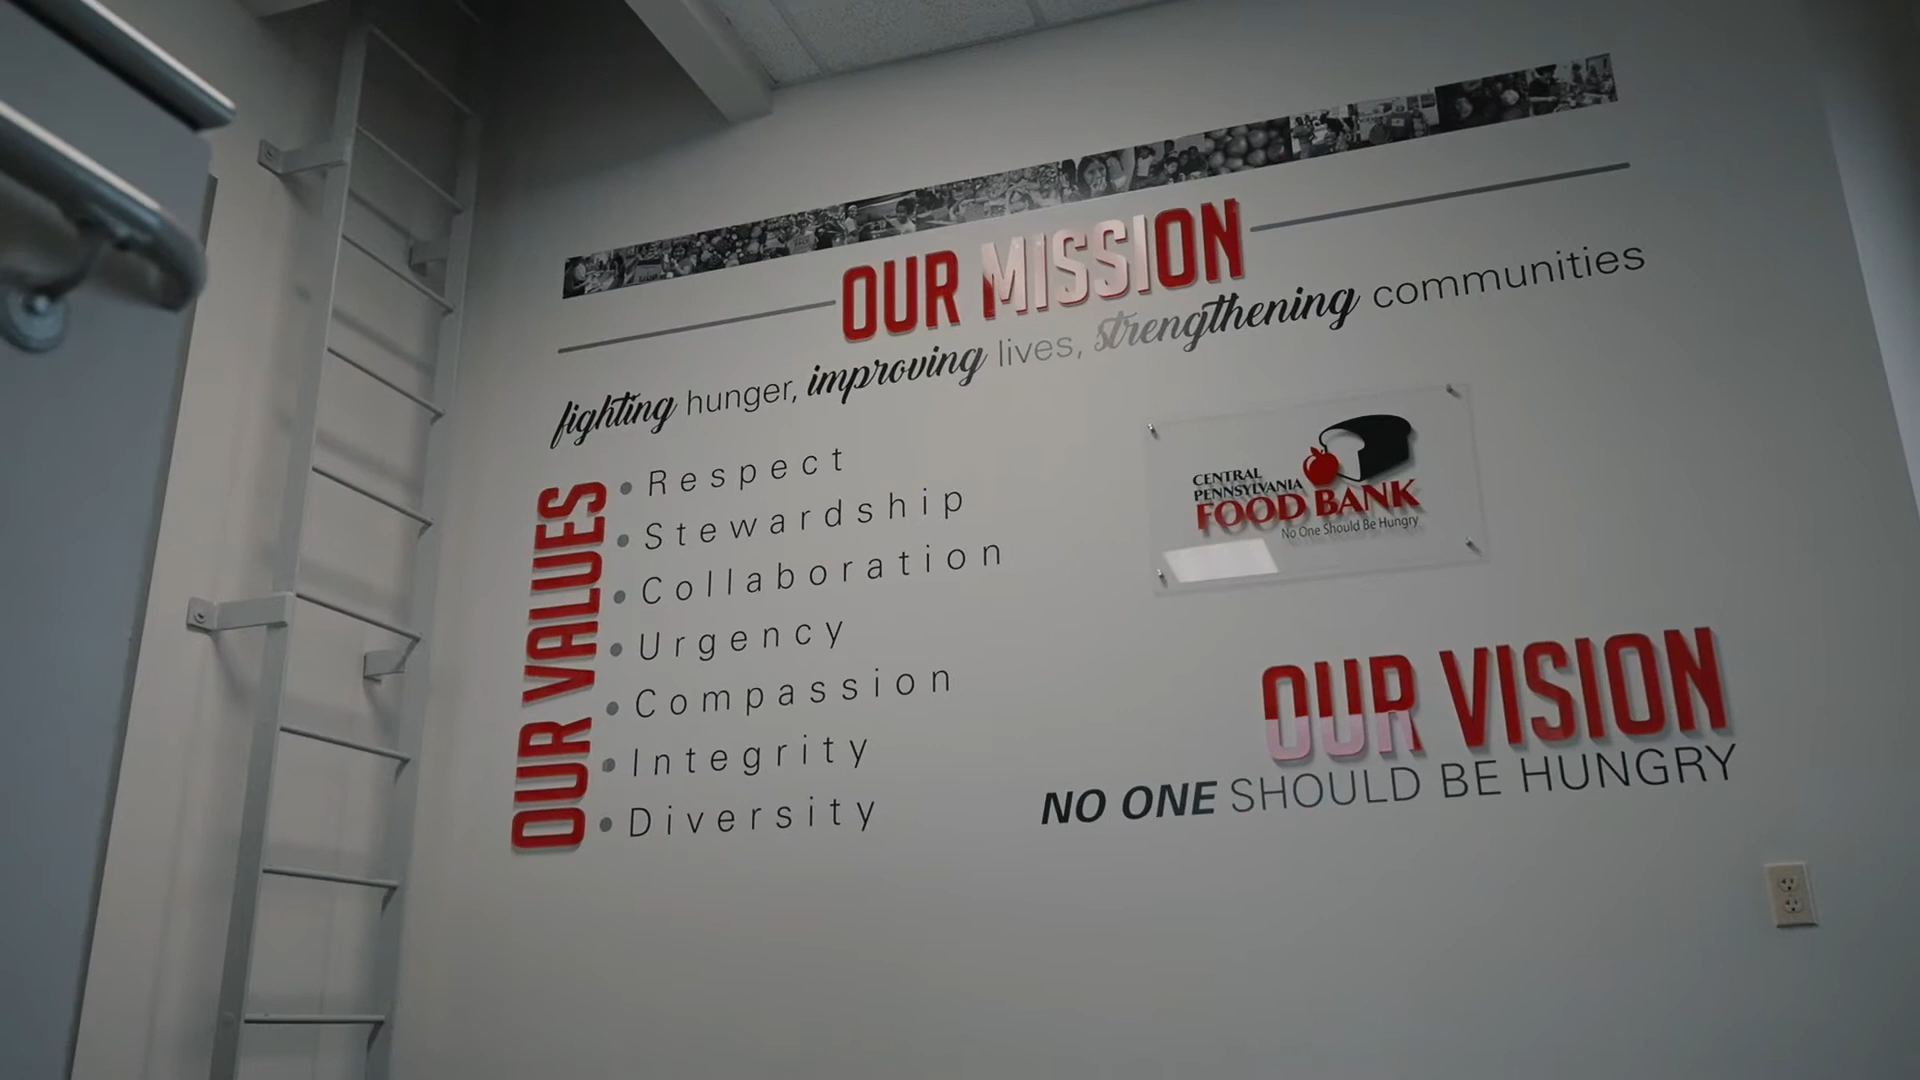 OUR MISSION
fighting hunger, improving lives, strengthening communities
OUR VALUES
• Respect
• Stewardship
• Collaboration
• Urgency
• Compassion
• Integrity
• Diversity
CENTRAL
PENNSYLVANIA
FOOD BANK
No One Should Be Hungry
OUR VISION
NO ONE SHOULD BE HUNGRY